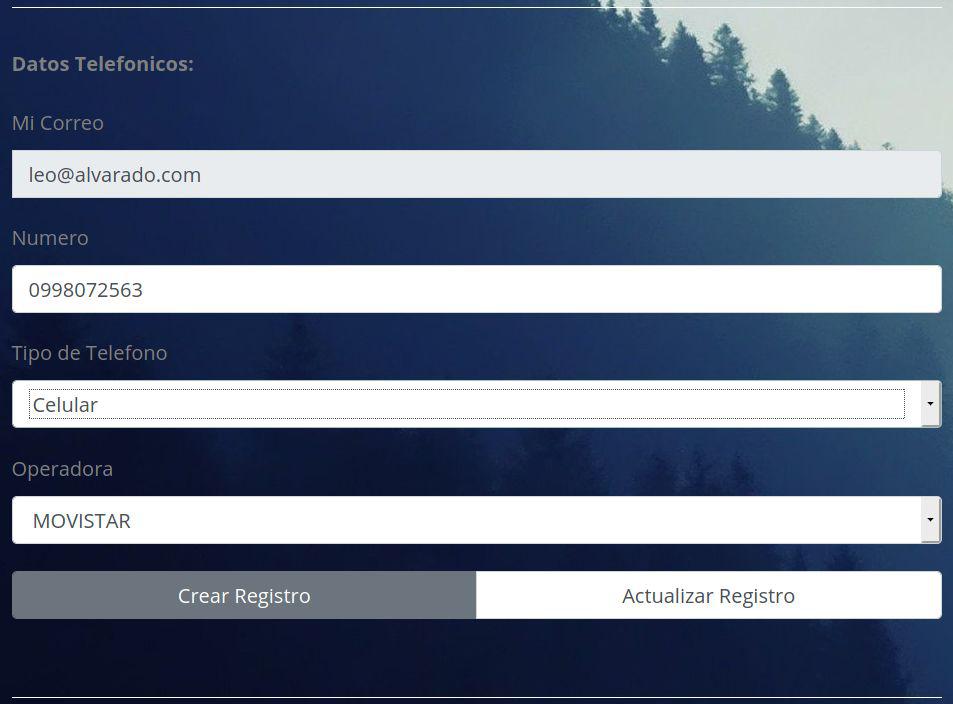 Datos Telefonicos:
Mi Correo
leo@alvarado.com
Numero
0998072563
Tipo de Telefono
Celular
Operadora
MOVISTAR
Crear Registro
Actualizar Registro